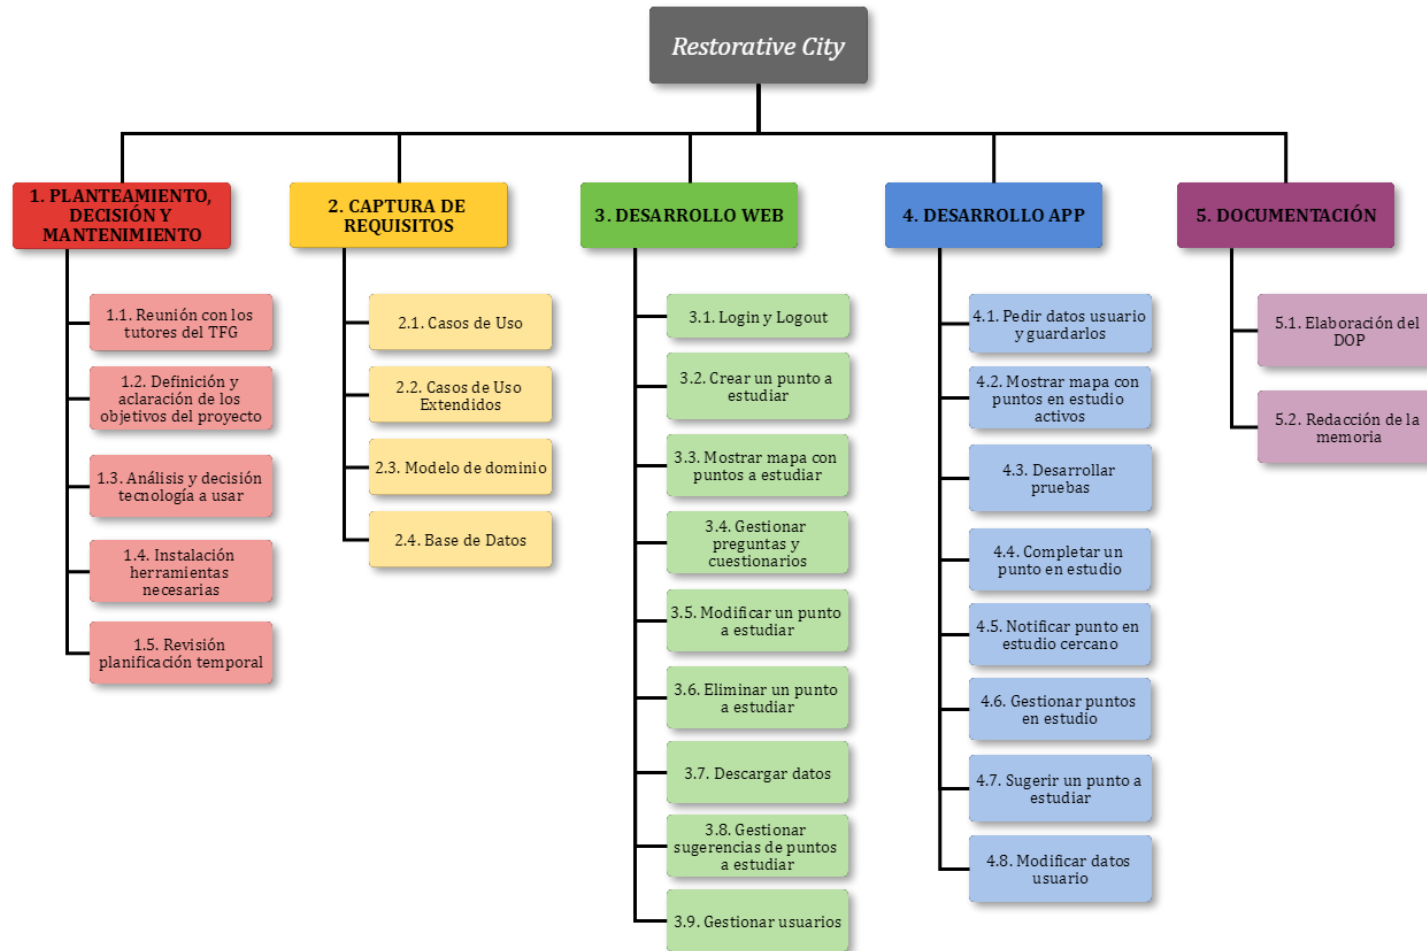 Restorative City
1. PLANTEAMIENTO,
DECISIÓN Y
MANTENIMIENTO
1.1. Reunión con los
tutores del TFG
1.2. Definición y
aclaración de los
objetivos del proyecto
1.3. Análisis y decisión
tecnología a usar
1.4. Instalación
herramientas
necesarias
1.5. Revisión
planificación temporal
2. CAPTURA DE
REQUISITOS
2.1. Casos de Uso
2.2. Casos de Uso
Extendidos
2.3. Modelo de dominio
2.4. Base de Datos
3. DESARROLLO WEB
3.1. Login y Logout
3.2. Crear un punto a
estudiar
3.3. Mostrar mapa con
puntos a estudiar
3.4. Gestionar
preguntas y
cuestionarios
3.5. Modificar un punto
a estudiar
3.6. Eliminar un punto
a estudiar
3.7. Descargar datos
3.8. Gestionar
sugerencias de puntos
a estudiar
3.9. Gestionar usuarios
4. DESARROLLO APP
4.1. Pedir datos usuario
y guardarlos
4.2. Mostrar mapa con
puntos en estudio
activos
4.3. Desarrollar
pruebas
4.4. Completar un
punto en estudio
4.5. Notificar punto en
estudio cercano
4.6. Gestionar puntos
en estudio
4.7. Sugerir un punto a
estudiar
4.8. Modificar datos
usuario
5. DOCUMENTACIÓN
5.1. Elaboración del
DOP
5.2. Redacción de la
memoria